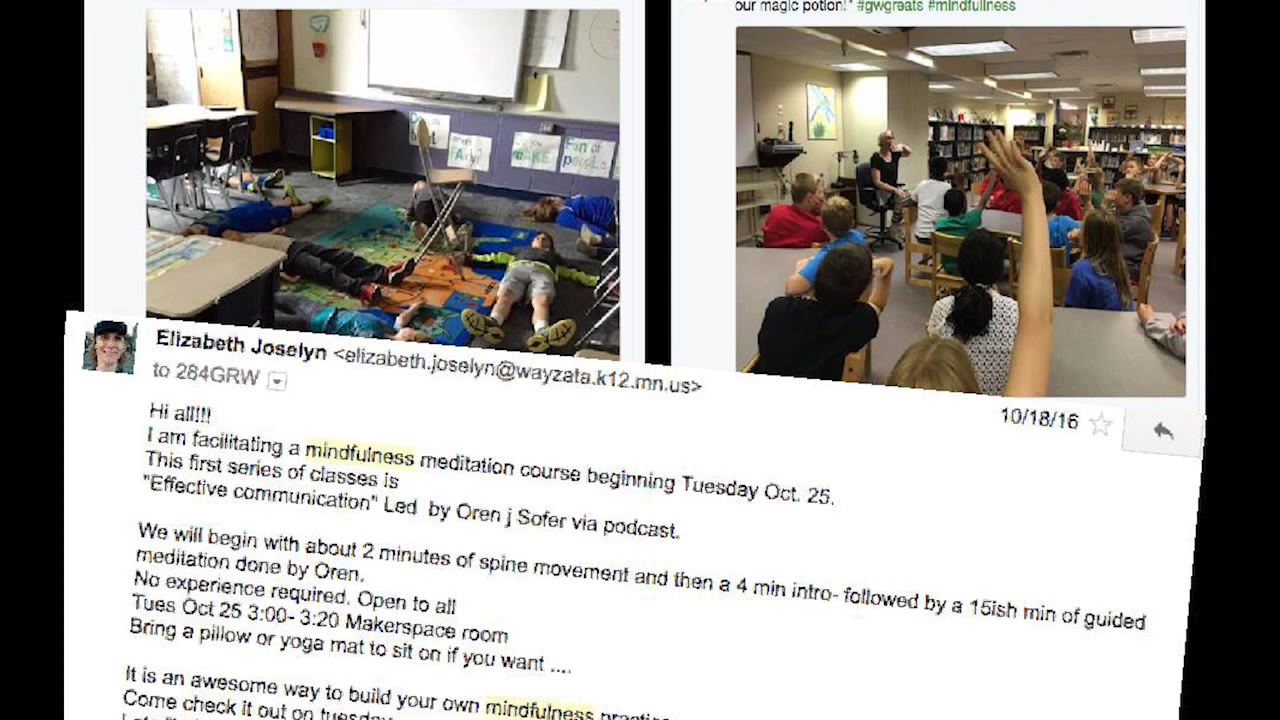 our magic potion!" #gwgreats #mindfullness
Fun at
people
Elizabeth Joselyn <elizabeth.joselyn@wayzata.k12.mn.us>
to 284GRW
10/18/16
Hi all!!!
I am facilitating a mindfulness meditation course beginning Tuesday Oct. 25.
This first series of classes is
"Effective communication" Led by Oren j Sofer via podcast.
We will begin with about 2 minutes of spine movement and then a 4 min intro- followed by a 15ish min of guided
meditation done by Oren.
No experience required. Open to all
Tues Oct 25 3:00- 3:20 Makerspace room
Bring a pillow or yoga mat to sit on if you want ....
It is an awesome way to build your own mindfulness
Come check it out on tuesday